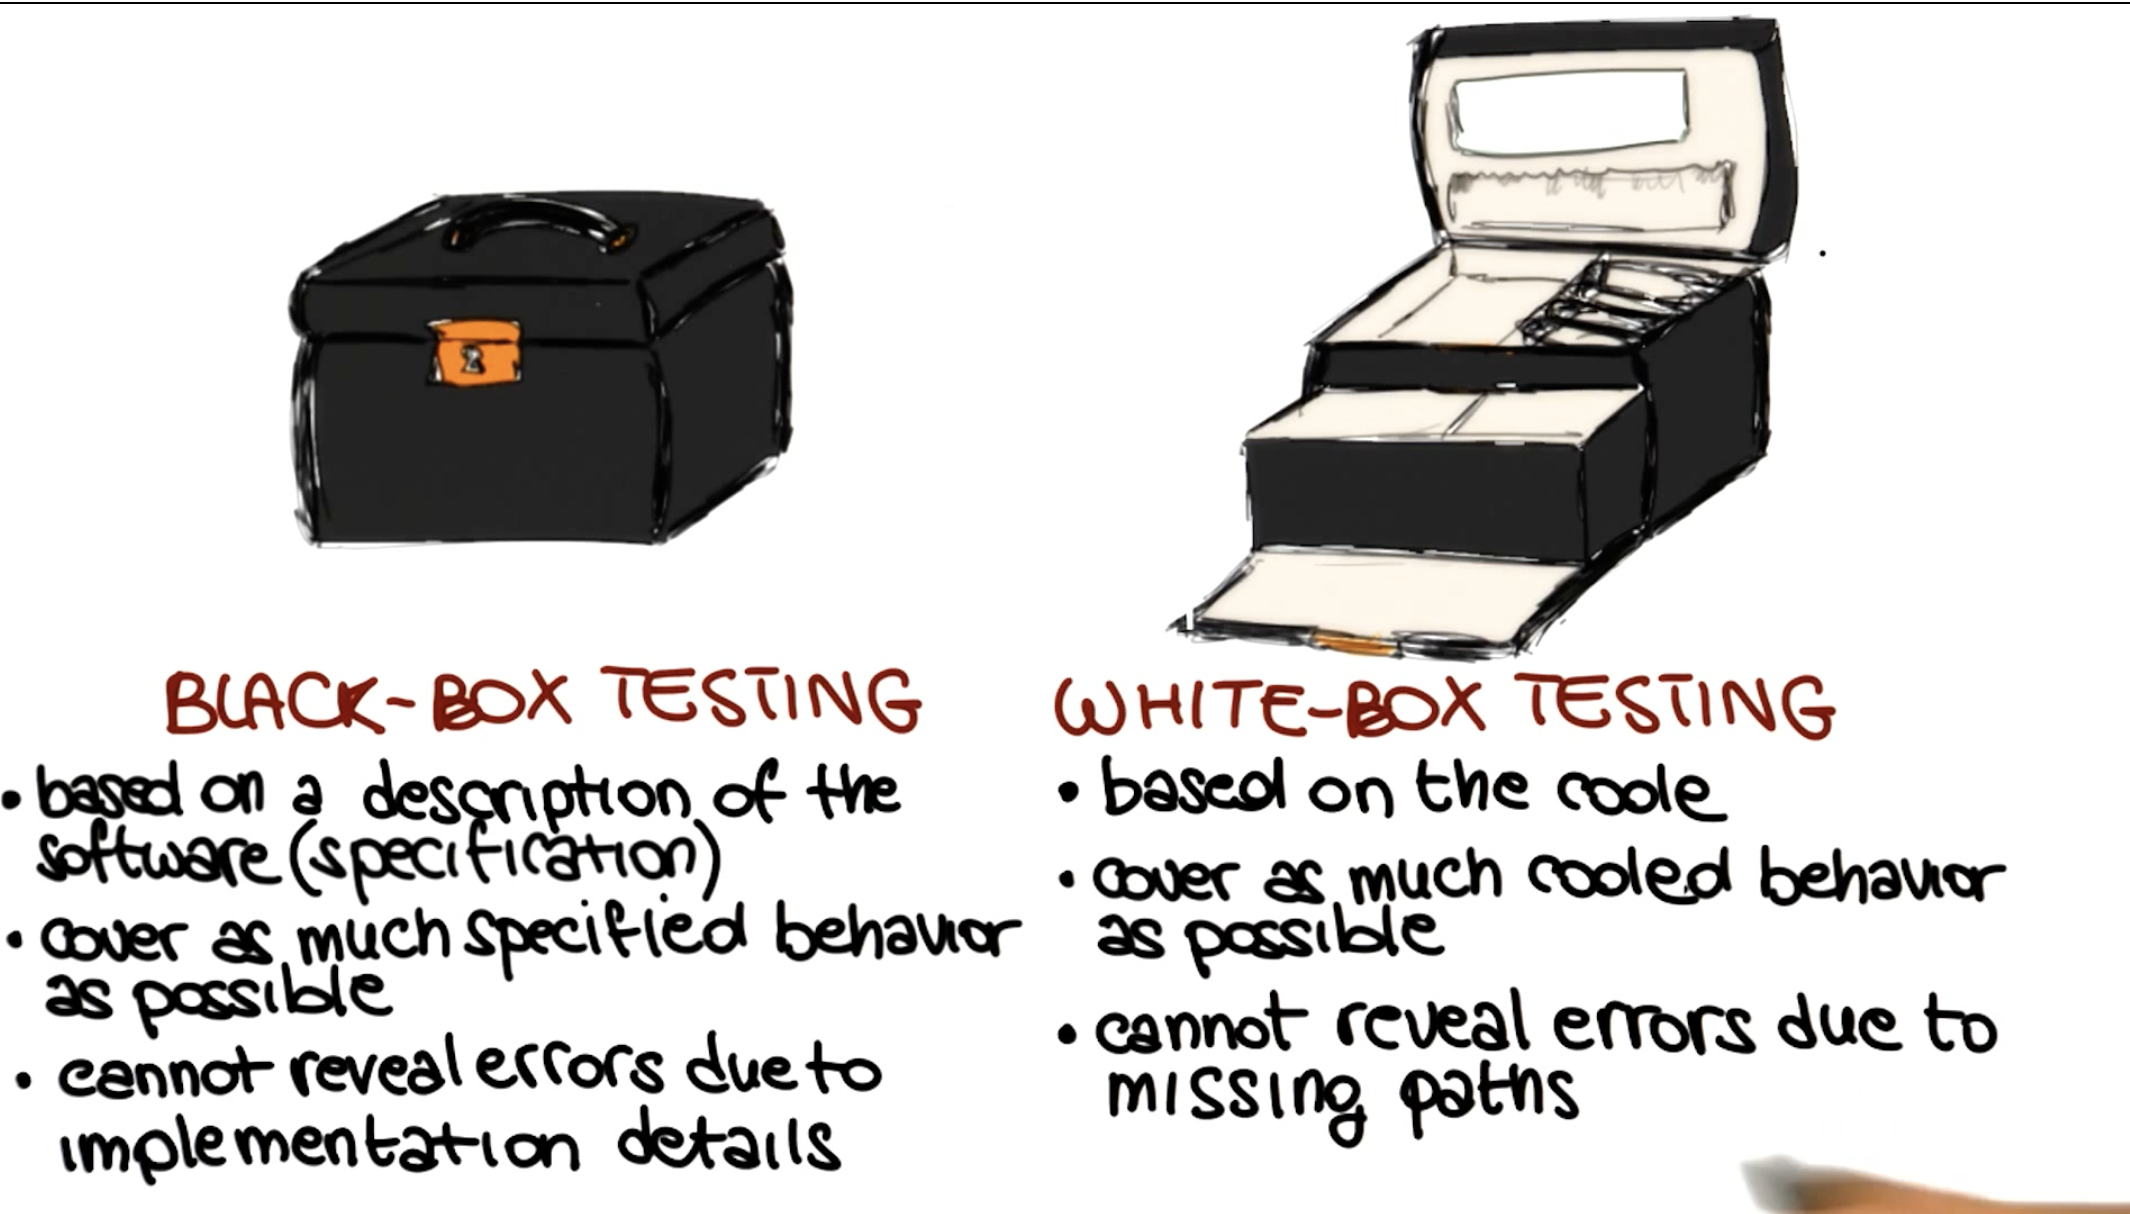 BLACK-BOX TESTING
• based on a description of the
software (specification)
• cover as much specified behavior
as possible
• cannot reveal errors due to
implementation details
WHITE-BOX TESTING
• based on the code
• cover as much coded behavior
as possible
• cannot reveal errors due to
missing paths